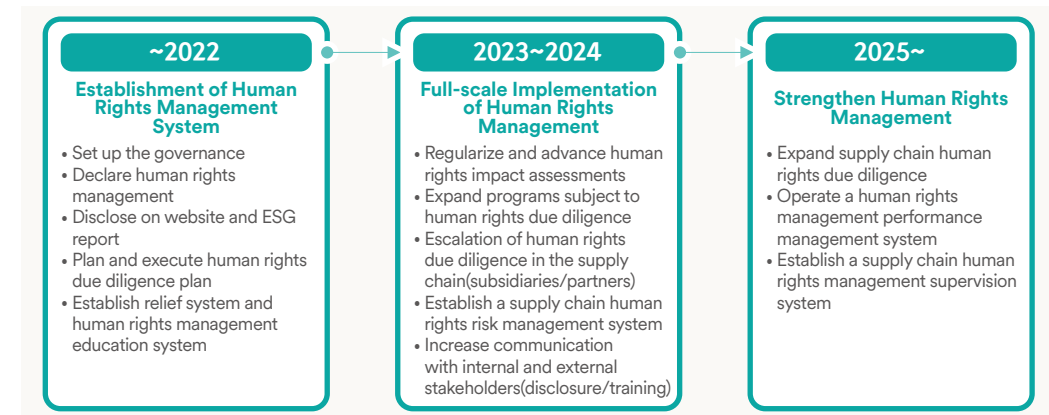 ~2022
Establishment of Human
Rights Management
System
• Set up the governance
• Declare human rights
management
• Disclose on website and ESG
report
• Plan and execute human rights
due diligence plan
• Establish relief system and
human rights management
education system
2023~2024
Full-scale Implementation
of Human Rights
Management
• Regularize and advance human
rights impact assessments
• Expand programs subject to
human rights due diligence
• Escalation of human rights
due diligence in the supply
chain(subsidiaries/partners)
• Establish a supply chain human
rights risk management system
• Increase communication
with internal and external
stakeholders(disclosure/training)
2025~
Strengthen Human Rights
Management
• Expand supply chain human
rights due diligence
• Operate a human rights
management performance
management system
• Establish a supply chain human
rights management supervision
system